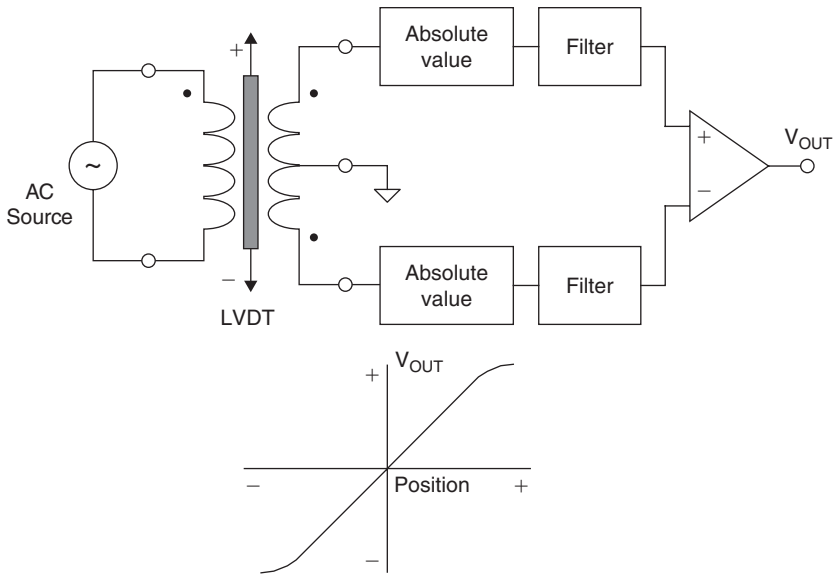 Absolute
value
Filter
+
AC
Source
~
+
−
V_OUT
−
LVDT
Absolute
value
Filter
V_OUT
+
−
Position
+
−